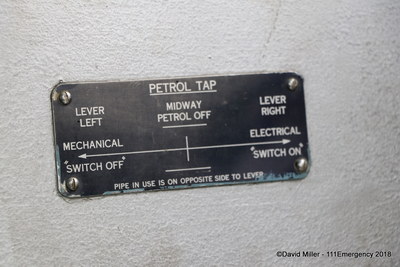 PETROL TAP
LEVER LEFT
MIDWAY PETROL OFF
LEVER RIGHT
MECHANICAL
"SWITCH OFF"
ELECTRICAL
"SWITCH ON"
PIPE IN USE IS ON OPPOSITE SIDE TO LEVER
©David Miller - 111Emergency 2018